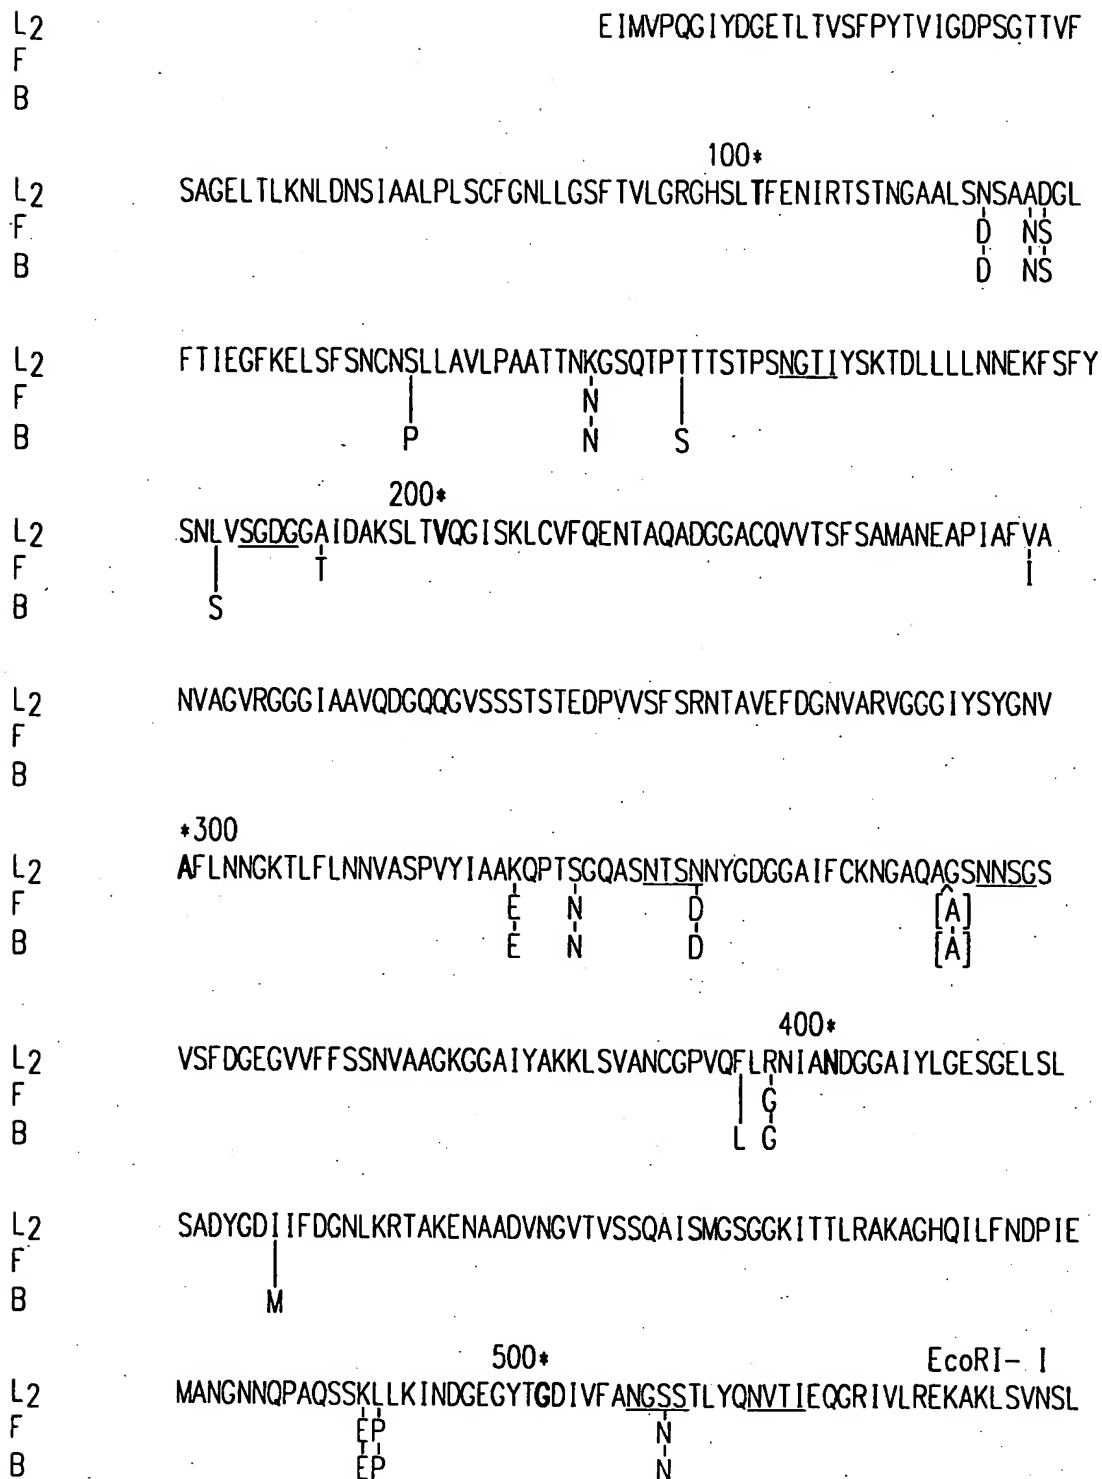 L2 EIMVPQGIYDGETLTVSFPYTVIGDPSGTTVF
F
B
100*
L2 SAGELTLKNLDNSIAALPLSCFGNLLGSFTVLGRGHSLTFENIRTSTNGAALSNSAADGL
F D NS
B D NS
L2 FTIEGFKELSFSNCNSLLAVLPAATTNKGSQTPTTTSTPSNGTIYSKTDLLLLNNEKFSFY
F N
B P N S
200*
L2 SNLVSGDGGAIDAKSLTVQGISKLCVFQENTAQADGGACQVVTSFSAMANEAPIAFVA
F T I
B S
L2 NVAGVRGGGIAAVQDGQQGVSSSTSTEDPVVSFSRNTAVEFDGNVARVGGGIYSYGNV
F
B
*300
L2 AFLNNGKTLFLNNVASPVYIAAKQPTSGQASNTSNNYGDGGAIFCKNGAQAGSNNSGS
F E N D [A]
B E N D [A]
400*
L2 VSFDGEGVVFFSSNVAAGKGGAIYAKKLSVANCGPVQFLRNIANDGGAIYLGESGELSL
F G
B L G
L2 SADYGDIIFDGNLKRTAKENAADVNGVTVSSQAISMGSGGKITTLRAKAGHQILFNDPIE
F
B M
500* EcoRI- I
L2 MANGNNQPAQSSKLLKINDGEGYTGDIVFANGSSTLYQNVTIEQGRIVLREKAKLSVNSL
F EP N
B EP N